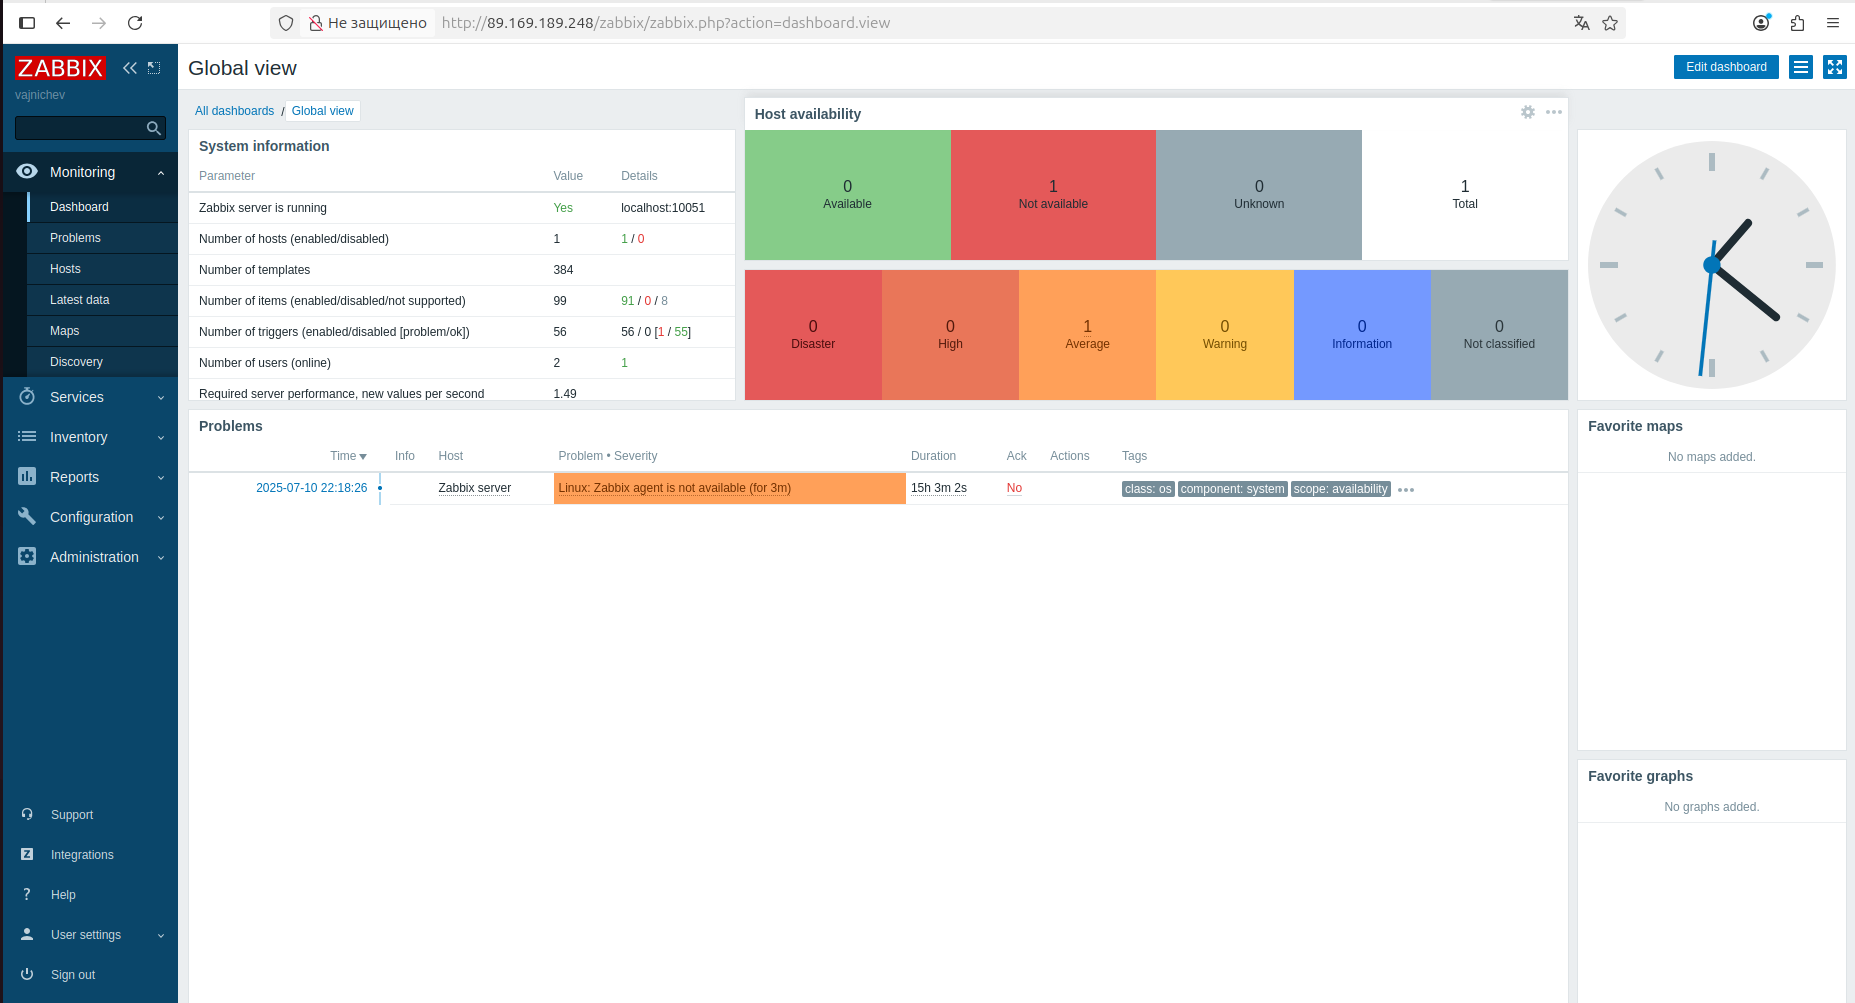 Не защищено http://89.169.189.248/zabbix/zabbix.php?action=dashboard.view
ZABBIX
vajnichev
Monitoring
Dashboard
Problems
Hosts
Latest data
Maps
Discovery
Services
Inventory
Reports
Configuration
Administration
Support
Integrations
Help
User settings
Sign out
Global view
Edit dashboard
All dashboards / Global view
System information
Parameter Value Details
Zabbix server is running Yes localhost:10051
Number of hosts (enabled/disabled) 1 1 / 0
Number of templates 384
Number of items (enabled/disabled/not supported) 99 91 / 0 / 8
Number of triggers (enabled/disabled [problem/ok]) 56 56 / 0 [1 / 55]
Number of users (online) 2 1
Required server performance, new values per second 1.49
Host availability
0 1 0 1
Available Not available Unknown Total
0 0 1 0 0 0
Disaster High Average Warning Information Not classified
Problems
Time Info Host Problem • Severity Duration Ack Actions Tags
2025-07-10 22:18:26 Zabbix server Linux: Zabbix agent is not available (for 3m) 15h 3m 2s No class: os component: system scope: availability
Favorite maps
No maps added.
Favorite graphs
No graphs added.